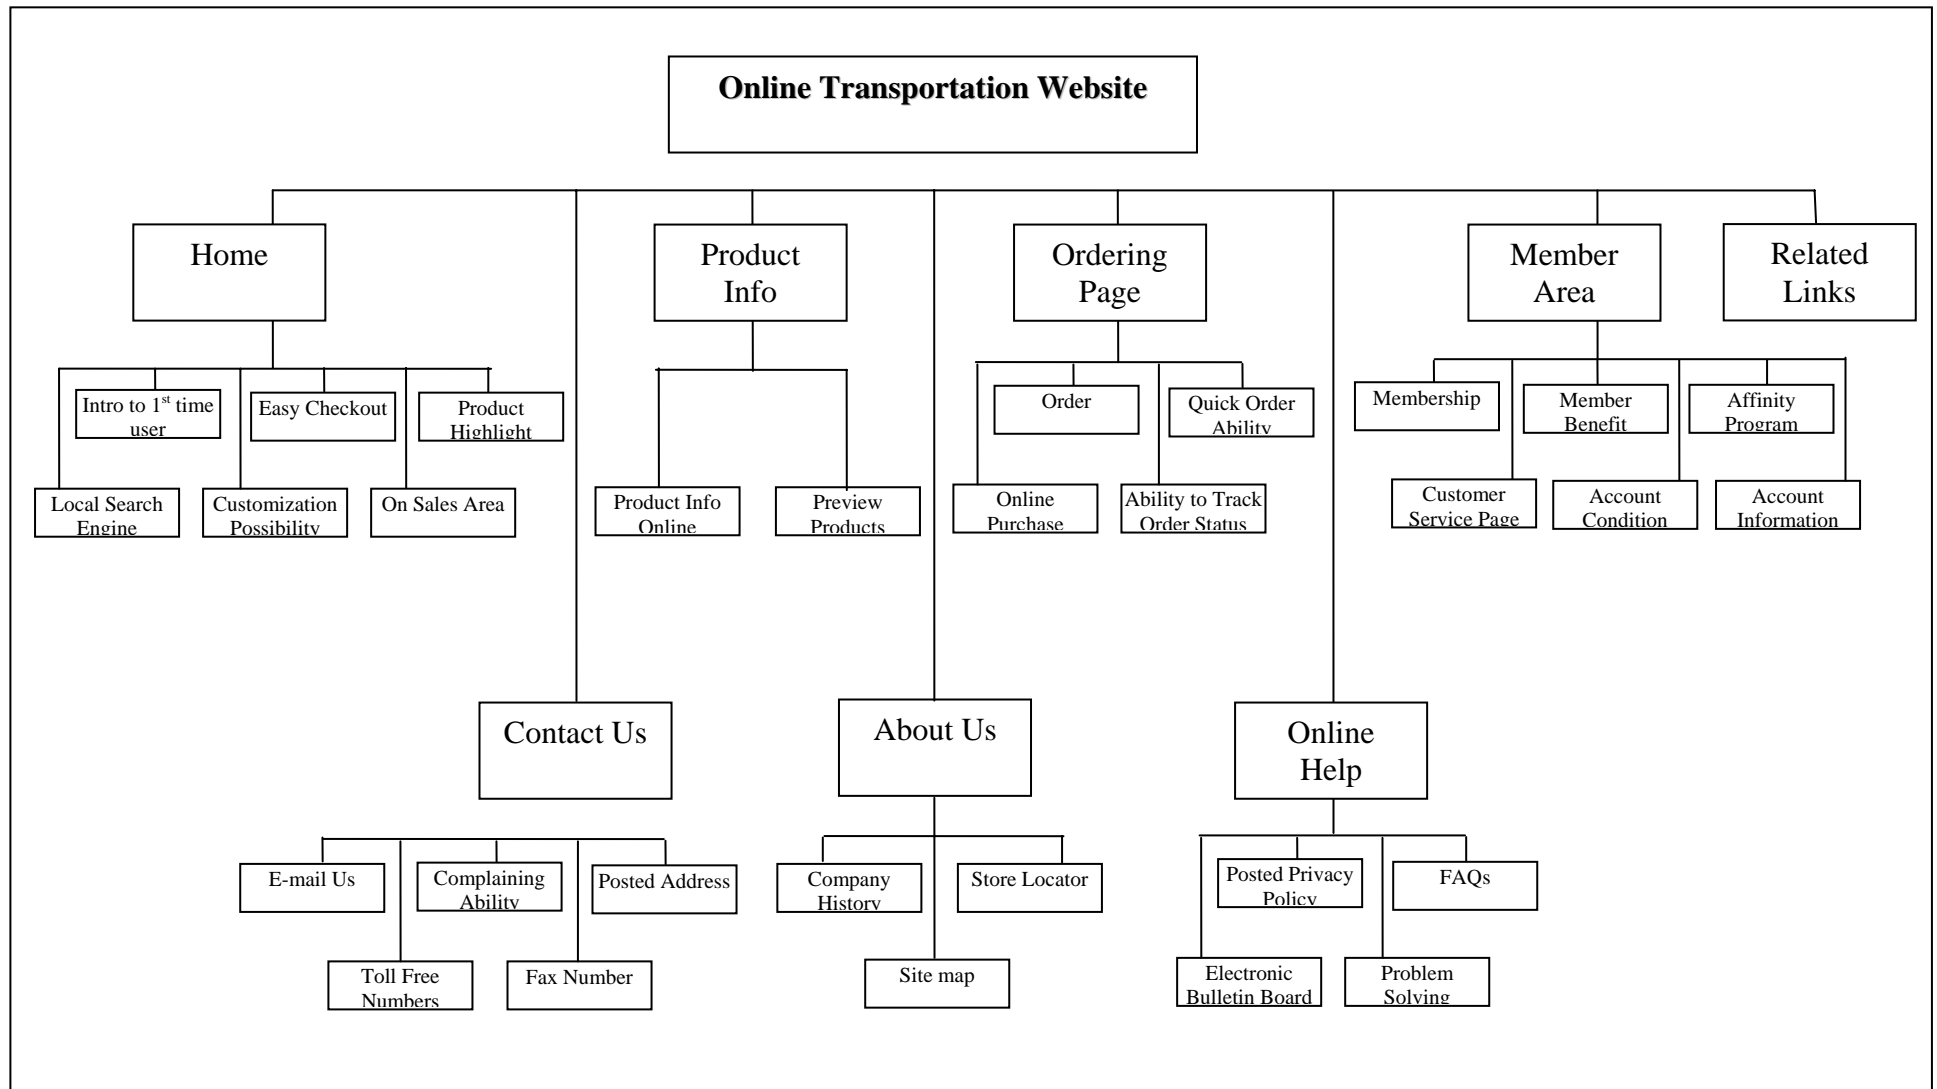 Online Transportation Website
Home
Product
Info
Ordering
Page
Member
Area
Related
Links
Intro to 1st time
user
Easy Checkout
Product
Highlight
Local Search
Engine
Customization
Possibility
On Sales Area
Product Info
Online
Preview
Products
Order
Quick Order
Ability
Online
Purchase
Ability to Track
Order Status
Membership
Member
Benefit
Affinity
Program
Customer
Service Page
Account
Condition
Account
Information
Contact Us
About Us
Online
Help
E-mail Us
Complaining
Ability
Posted Address
Toll Free
Numbers
Fax Number
Company
History
Store Locator
Site map
Posted Privacy
Policy
FAQs
Electronic
Bulletin Board
Problem
Solving